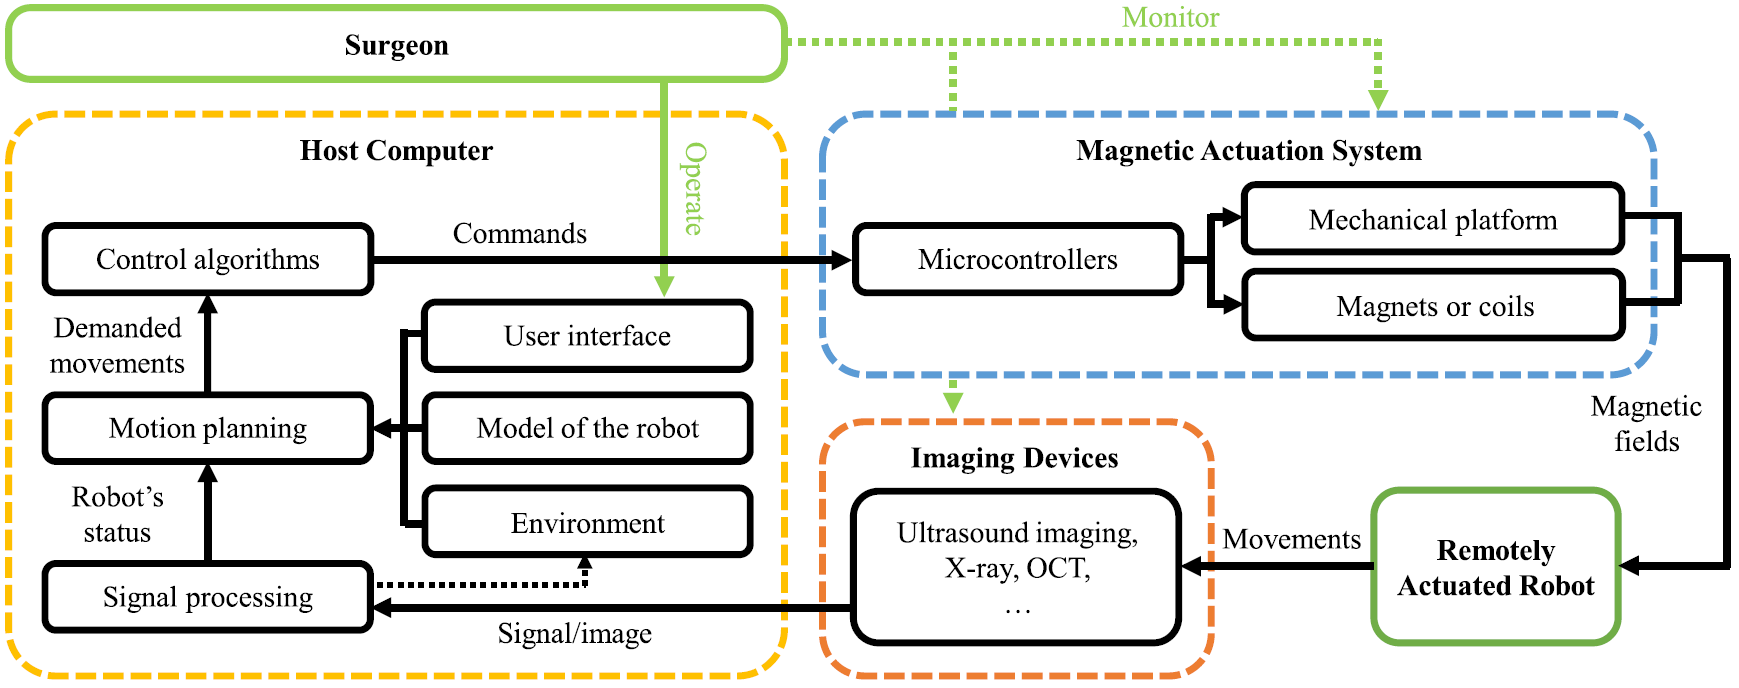 Surgeon
Monitor
Operate
Host Computer
Control algorithms
Commands
Demanded
movements
User interface
Motion planning
Model of the robot
Robot's
status
Environment
Signal processing
Signal/image
Magnetic Actuation System
Microcontrollers
Mechanical platform
Magnets or coils
Magnetic
fields
Imaging Devices
Ultrasound imaging,
X-ray, OCT,
…
Movements
Remotely
Actuated Robot